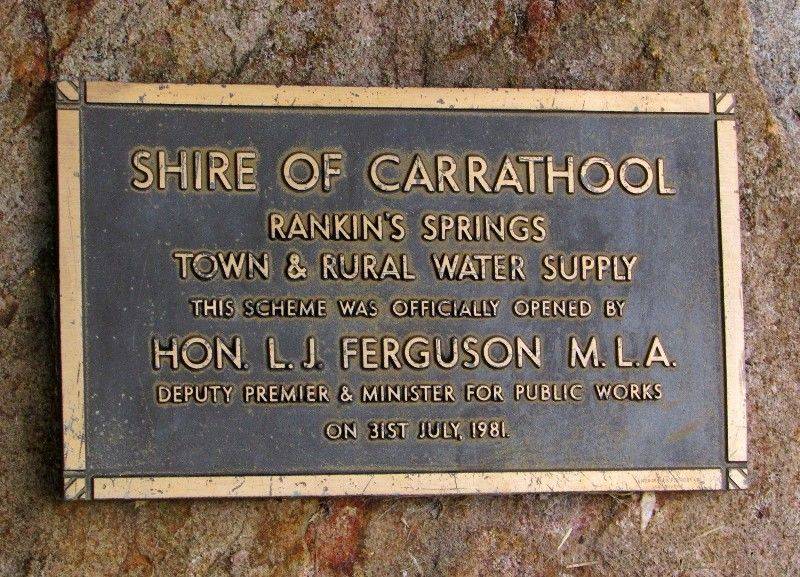 SHIRE OF CARRATHOOL
RANKIN'S SPRINGS
TOWN & RURAL WATER SUPPLY
THIS SCHEME WAS OFFICIALLY OPENED BY
HON. L. J. FERGUSON M.L.A.
DEPUTY PREMIER & MINISTER FOR PUBLIC WORKS
ON 31ST JULY, 1981.